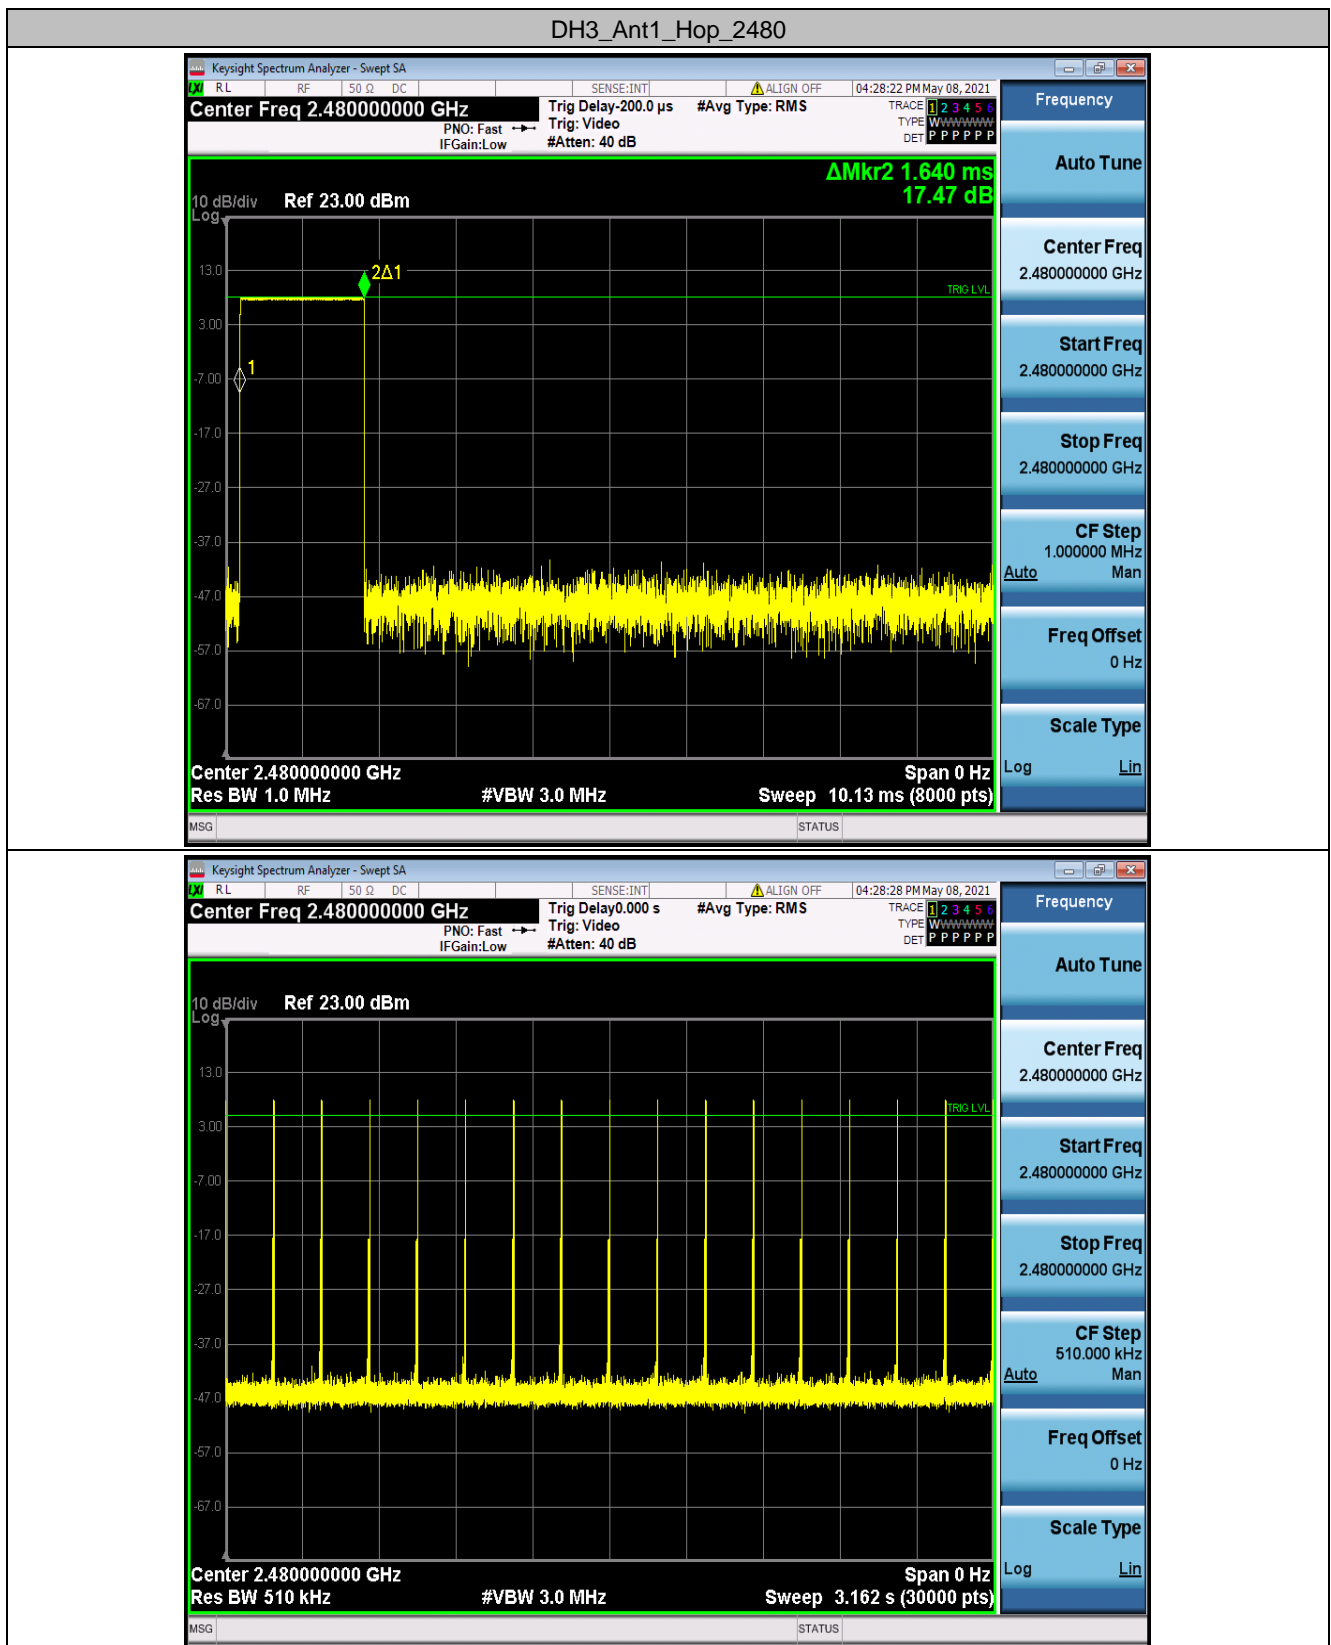 DH3_Ant1_Hop_2480
Keysight Spectrum Analyzer - Swept SA
LXI RL RF 50 Ω DC SENSE:INT ALIGN OFF 04:28:22 PM May 08, 2021
Center Freq 2.480000000 GHz
PNO: Fast
IFGain:Low
Trig Delay-200.0 µs
Trig: Video
#Atten: 40 dB
#Avg Type: RMS
TRACE 1 2 3 4 5 6
TYPE WWWWWW
DET P P P P P P
ΔMkr2 1.640 ms
17.47 dB
10 dB/div Ref 23.00 dBm
Log
13.0
3.00
-7.00
-17.0
-27.0
-37.0
-47.0
-57.0
-67.0
2Δ1
TRIG LVL
1
Center 2.480000000 GHz Span 0 Hz
Res BW 1.0 MHz #VBW 3.0 MHz Sweep 10.13 ms (8000 pts)
MSG STATUS
Frequency
Auto Tune
Center Freq
2.480000000 GHz
Start Freq
2.480000000 GHz
Stop Freq
2.480000000 GHz
CF Step
1.000000 MHz
Auto Man
Freq Offset
0 Hz
Scale Type
Log Lin
Keysight Spectrum Analyzer - Swept SA
LXI RL RF 50 Ω DC SENSE:INT ALIGN OFF 04:28:28 PM May 08, 2021
Center Freq 2.480000000 GHz
PNO: Fast
IFGain:Low
Trig Delay0.000 s
Trig: Video
#Atten: 40 dB
#Avg Type: RMS
TRACE 1 2 3 4 5 6
TYPE WWWWWW
DET P P P P P P
10 dB/div Ref 23.00 dBm
Log
13.0
3.00
-7.00
-17.0
-27.0
-37.0
-47.0
-57.0
-67.0
TRIG LVL
Center 2.480000000 GHz Span 0 Hz
Res BW 510 kHz #VBW 3.0 MHz Sweep 3.162 s (30000 pts)
MSG STATUS
Frequency
Auto Tune
Center Freq
2.480000000 GHz
Start Freq
2.480000000 GHz
Stop Freq
2.480000000 GHz
CF Step
510.000 kHz
Auto Man
Freq Offset
0 Hz
Scale Type
Log Lin